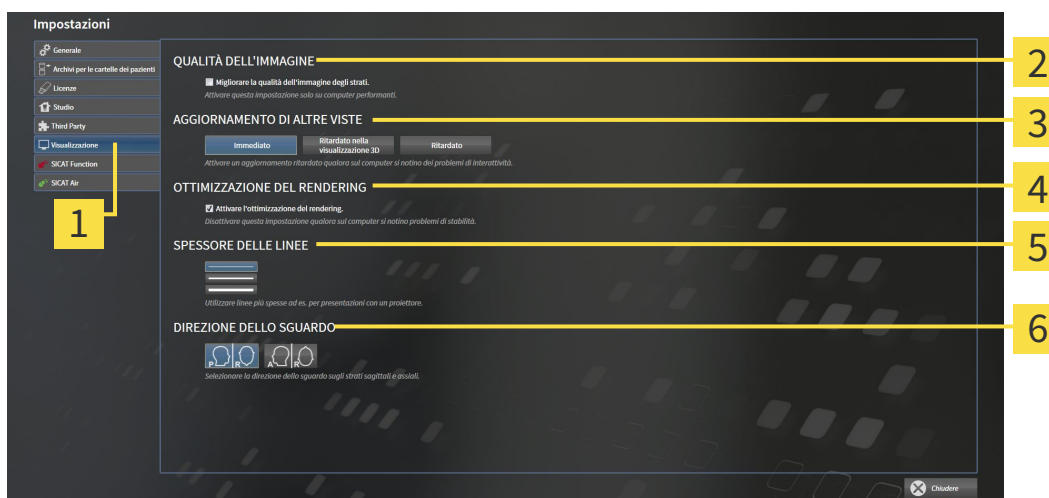 Impostazioni
Generale
Archivi per le cartelle dei pazienti
Licenze
Studio
Third Party
Visualizzazione
SICAT Function
SICAT Air
1
QUALITÀ DELL'IMMAGINE
2
Migliorare la qualità dell'immagine degli strati.
Attivare questa impostazione solo su computer performanti.
AGGIORNAMENTO DI ALTRE VISTE
3
Immediato
Ritardato nella
visualizzazione 3D
Ritardato
Attivare un aggiornamento ritardato qualora sul computer si notino dei problemi di interattività.
OTTIMIZZAZIONE DEL RENDERING
4
Attivare l'ottimizzazione del rendering.
Disattivare questa impostazione qualora sul computer si notino problemi di stabilità.
SPESSORE DELLE LINEE
5
Utilizzare linee più spesse ad es. per presentazioni con un proiettore.
DIREZIONE DELLO SGUARDO
6
P R
A R
Selezionare la direzione dello sguardo sugli strati sagittali e assiali.
Chiudere